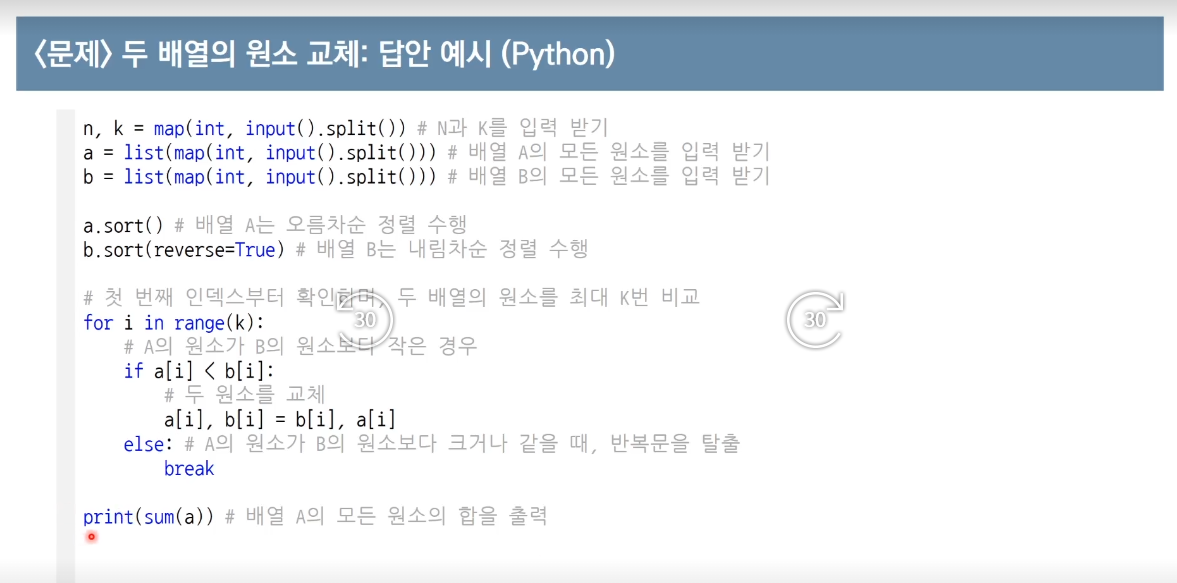 〈문제〉 두 배열의 원소 교체: 답안 예시 (Python)
n, k = map(int, input().split()) # N과 K를 입력 받기
a = list(map(int, input().split())) # 배열 A의 모든 원소를 입력 받기
b = list(map(int, input().split())) # 배열 B의 모든 원소를 입력 받기
a.sort() # 배열 A는 오름차순 정렬 수행
b.sort(reverse=True) # 배열 B는 내림차순 정렬 수행
# 첫 번째 인덱스부터 확인하며, 두 배열의 원소를 최대 K번 비교
30
30
for i in range(k):
# A의 원소가 B의 원소보다 작은 경우
if a[i] < b[i]:
# 두 원소를 교체
a[i], b[i] = b[i], a[i]
else: # A의 원소가 B의 원소보다 크거나 같을 때, 반복문을 탈출
break
print(sum(a)) # 배열 A의 모든 원소의 합을 출력